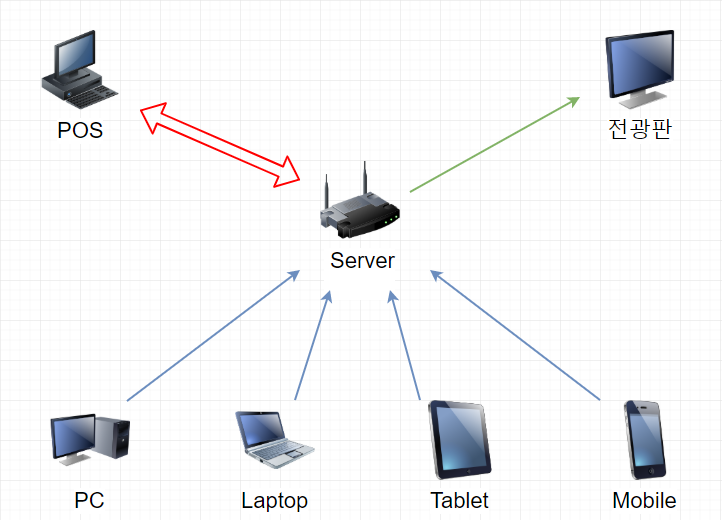 POS
전광판
Server
PC
Laptop
Tablet
Mobile